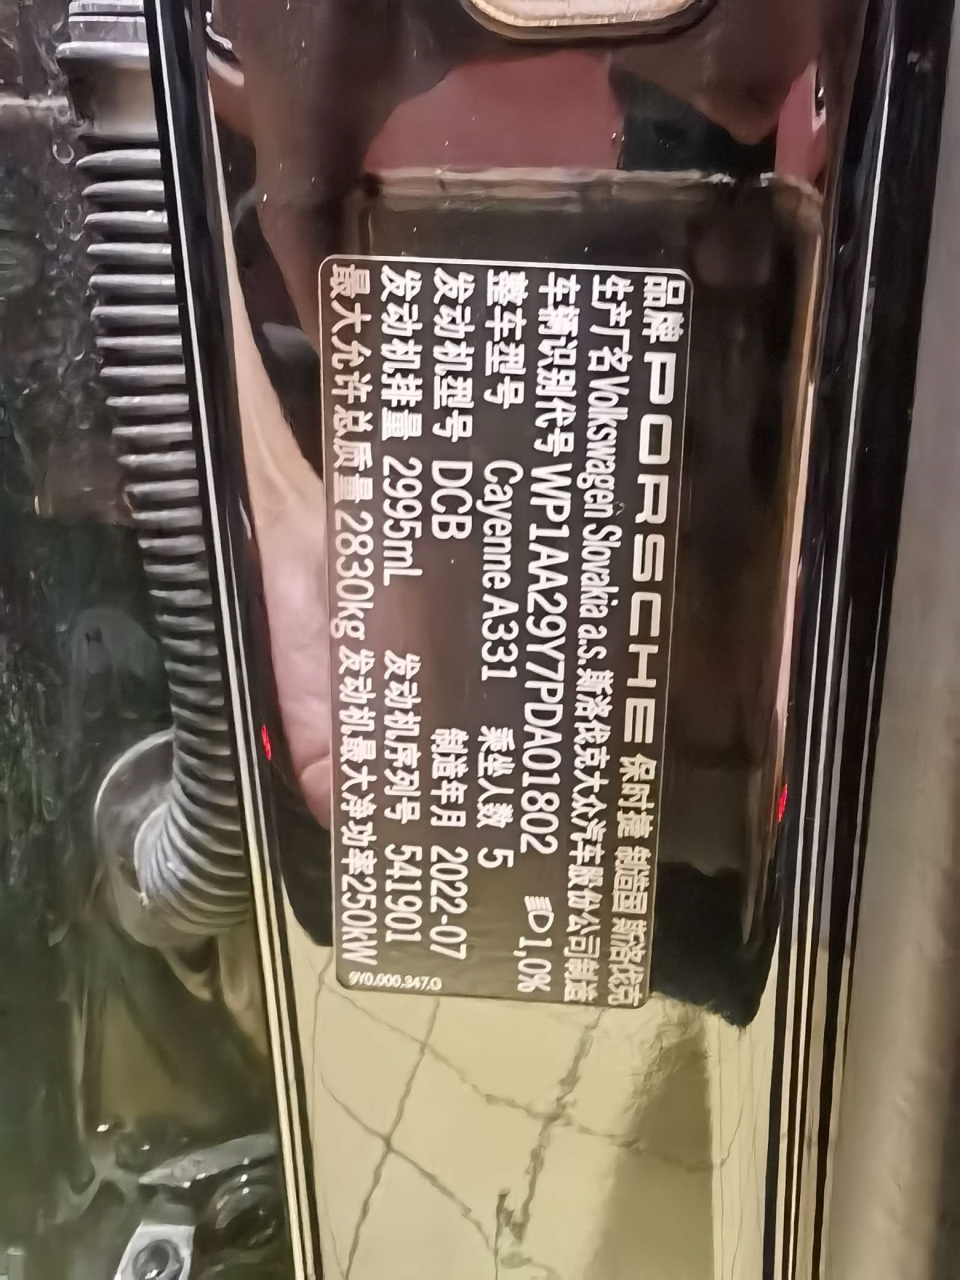 品牌 PORSCHE 保时捷 制造国 斯洛伐克
生产厂名 Volkswagen Slovakia a.s. 斯洛伐克大众汽车股份公司制造
车辆识别代号 WP1AA29Y7PDA01802 1,0%
整车型号 Cayenne A331 乘坐人数 5
发动机型号 DCB 制造年月 2022-07
发动机排量 2995mL 发动机序列号 541901
最大允许总质量 2830kg 发动机最大净功率250kW
9Y0.000.347.Q